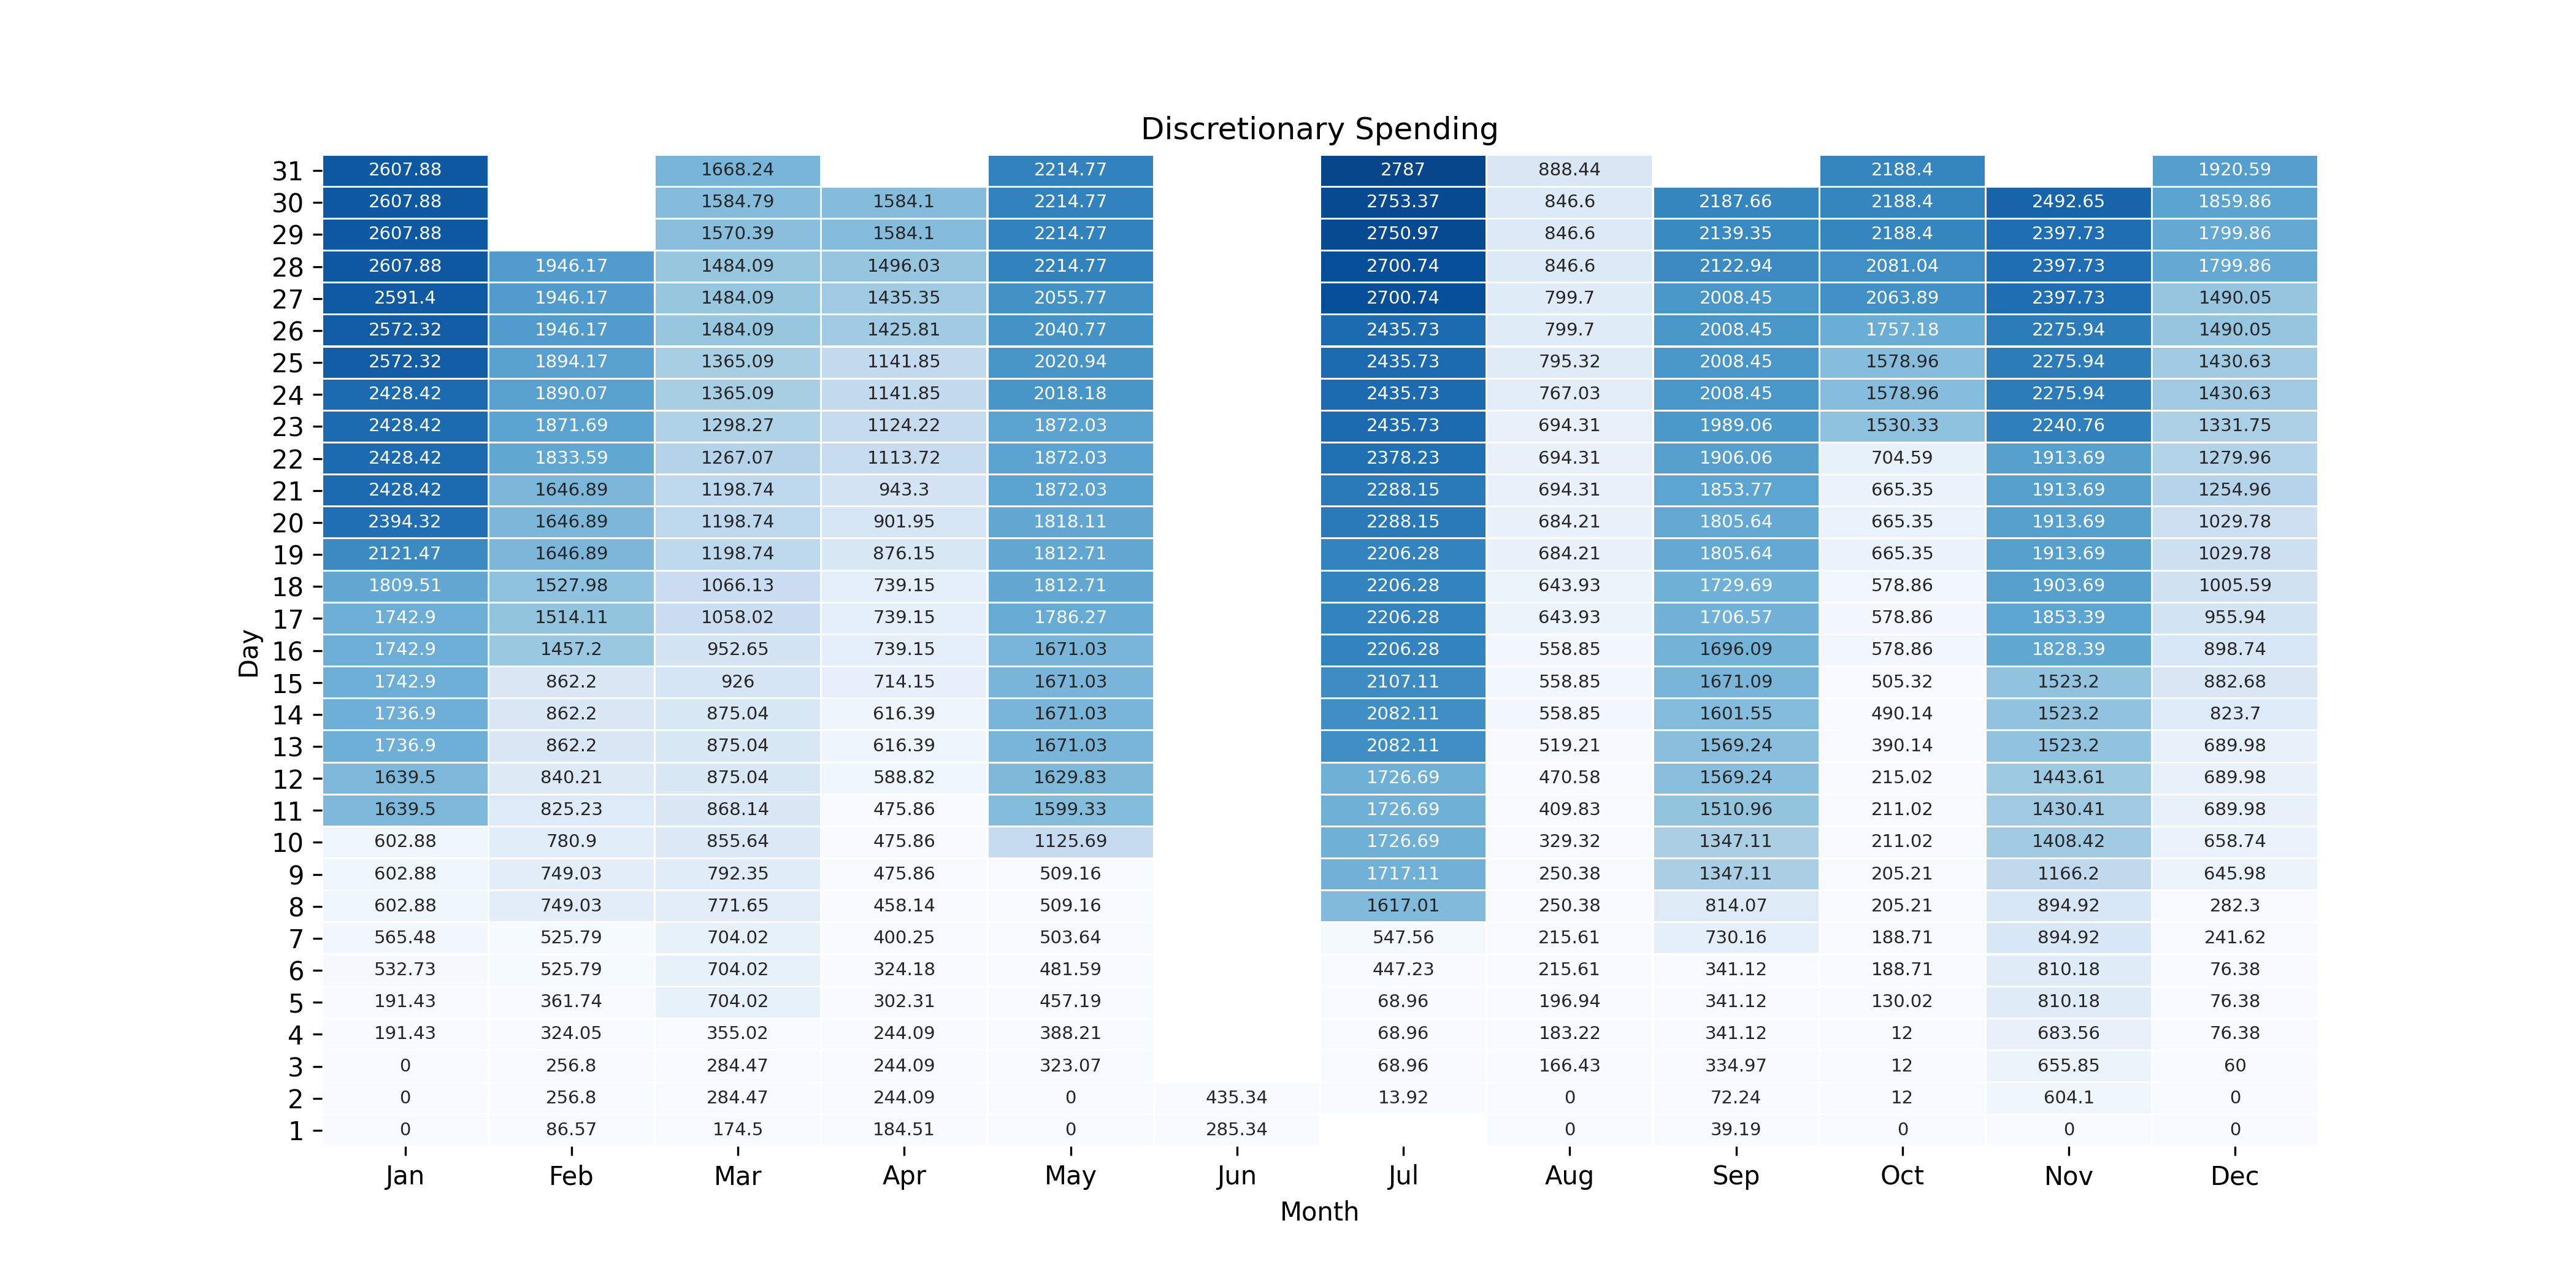 Discretionary Spending
31 2607.88 1668.24 2214.77 2787 888.44 2188.4 1920.59
30 2607.88 1584.79 1584.1 2214.77 2753.37 846.6 2187.66 2188.4 2492.65 1859.86
29 2607.88 1570.39 1584.1 2214.77 2750.97 846.6 2139.35 2188.4 2397.73 1799.86
28 2607.88 1946.17 1484.09 1496.03 2214.77 2700.74 846.6 2122.94 2081.04 2397.73 1799.86
27 2591.4 1946.17 1484.09 1435.35 2055.77 2700.74 799.7 2008.45 2063.89 2397.73 1490.05
26 2572.32 1946.17 1484.09 1425.81 2040.77 2435.73 799.7 2008.45 1757.18 2275.94 1490.05
25 2572.32 1894.17 1365.09 1141.85 2020.94 2435.73 795.32 2008.45 1578.96 2275.94 1430.63
24 2428.42 1890.07 1365.09 1141.85 2018.18 2435.73 767.03 2008.45 1578.96 2275.94 1430.63
23 2428.42 1871.69 1298.27 1124.22 1872.03 2435.73 694.31 1989.06 1530.33 2240.76 1331.75
22 2428.42 1833.59 1267.07 1113.72 1872.03 2378.23 694.31 1906.06 704.59 1913.69 1279.96
21 2428.42 1646.89 1198.74 943.3 1872.03 2288.15 694.31 1853.77 665.35 1913.69 1254.96
20 2394.32 1646.89 1198.74 901.95 1818.11 2288.15 684.21 1805.64 665.35 1913.69 1029.78
19 2121.47 1646.89 1198.74 876.15 1812.71 2206.28 684.21 1805.64 665.35 1913.69 1029.78
18 1809.51 1527.98 1066.13 739.15 1812.71 2206.28 643.93 1729.69 578.86 1903.69 1005.59
17 1742.9 1514.11 1058.02 739.15 1786.27 2206.28 643.93 1706.57 578.86 1853.39 955.94
16 1742.9 1457.2 952.65 739.15 1671.03 2206.28 558.85 1696.09 578.86 1828.39 898.74
15 1742.9 862.2 926 714.15 1671.03 2107.11 558.85 1671.09 505.32 1523.2 882.68
14 1736.9 862.2 875.04 616.39 1671.03 2082.11 558.85 1601.55 490.14 1523.2 823.7
13 1736.9 862.2 875.04 616.39 1671.03 2082.11 519.21 1569.24 390.14 1523.2 689.98
12 1639.5 840.21 875.04 588.82 1629.83 1726.69 470.58 1569.24 215.02 1443.61 689.98
11 1639.5 825.23 868.14 475.86 1599.33 1726.69 409.83 1510.96 211.02 1430.41 689.98
10 602.88 780.9 855.64 475.86 1125.69 1726.69 329.32 1347.11 211.02 1408.42 658.74
9 602.88 749.03 792.35 475.86 509.16 1717.11 250.38 1347.11 205.21 1166.2 645.98
8 602.88 749.03 771.65 458.14 509.16 1617.01 250.38 814.07 205.21 894.92 282.3
7 565.48 525.79 704.02 400.25 503.64 547.56 215.61 730.16 188.71 894.92 241.62
6 532.73 525.79 704.02 324.18 481.59 447.23 215.61 341.12 188.71 810.18 76.38
5 191.43 361.74 704.02 302.31 457.19 68.96 196.94 341.12 130.02 810.18 76.38
4 191.43 324.05 355.02 244.09 388.21 68.96 183.22 341.12 12 683.56 76.38
3 0 256.8 284.47 244.09 323.07 68.96 166.43 334.97 12 655.85 60
2 0 256.8 284.47 244.09 0 435.34 13.92 0 72.24 12 604.1 0
1 0 86.57 174.5 184.51 0 285.34 0 39.19 0 0 0
Day
Jan Feb Mar Apr May Jun Jul Aug Sep Oct Nov Dec
Month